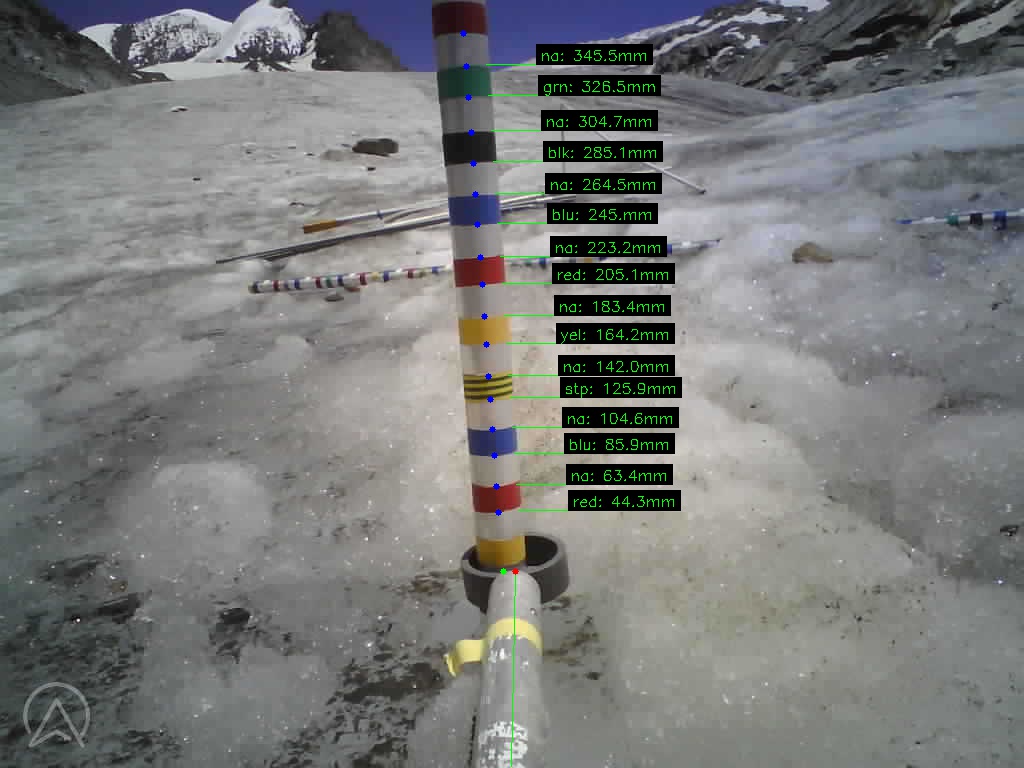 na: 345.5mm
grn: 326.5mm
na: 304.7mm
blk: 285.1mm
na: 264.5mm
blu: 245.mm
na: 223.2mm
red: 205.1mm
na: 183.4mm
yel: 164.2mm
na: 142.0mm
stp: 125.9mm
na: 104.6mm
blu: 85.9mm
na: 63.4mm
red: 44.3mm